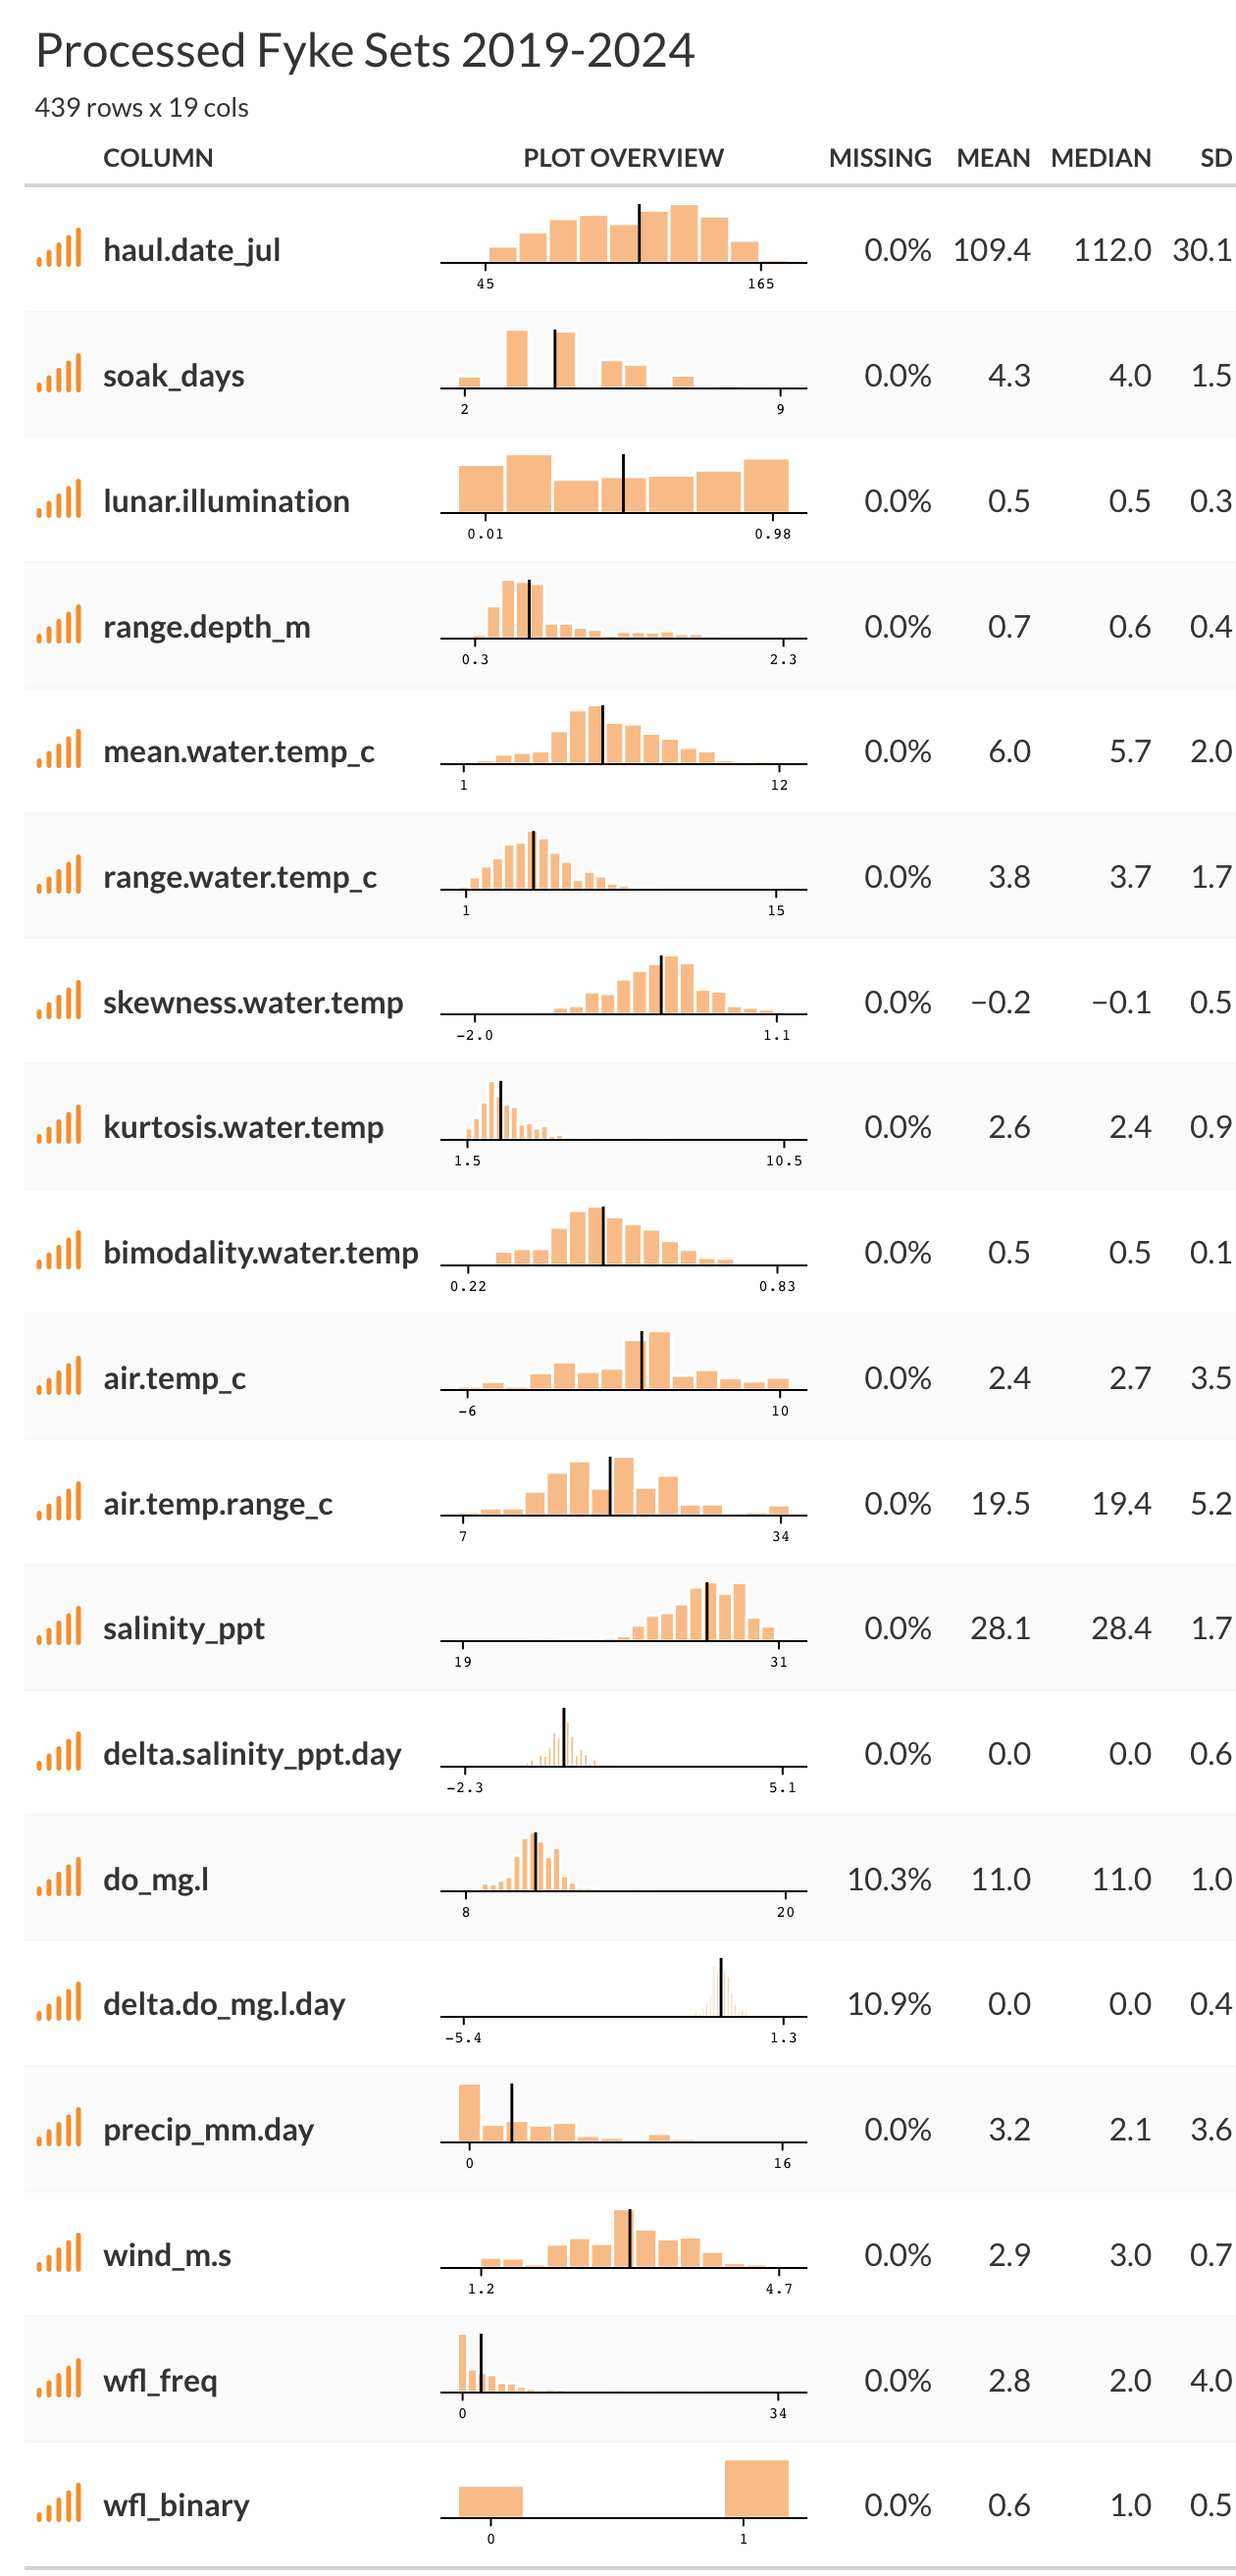 Processed Fyke Sets 2019-2024
439 rows x 19 cols
COLUMN PLOT OVERVIEW MISSING MEAN MEDIAN SD
haul.date_jul 0.0% 109.4 112.0 30.1
45 165
soak_days 0.0% 4.3 4.0 1.5
2 9
lunar.illumination 0.0% 0.5 0.5 0.3
0.01 0.98
range.depth_m 0.0% 0.7 0.6 0.4
0.3 2.3
mean.water.temp_c 0.0% 6.0 5.7 2.0
1 12
range.water.temp_c 0.0% 3.8 3.7 1.7
1 15
skewness.water.temp 0.0% −0.2 −0.1 0.5
-2.0 1.1
kurtosis.water.temp 0.0% 2.6 2.4 0.9
1.5 10.5
bimodality.water.temp 0.0% 0.5 0.5 0.1
0.22 0.83
air.temp_c 0.0% 2.4 2.7 3.5
-6 10
air.temp.range_c 0.0% 19.5 19.4 5.2
7 34
salinity_ppt 0.0% 28.1 28.4 1.7
19 31
delta.salinity_ppt.day 0.0% 0.0 0.0 0.6
-2.3 5.1
do_mg.l 10.3% 11.0 11.0 1.0
8 20
delta.do_mg.l.day 10.9% 0.0 0.0 0.4
-5.4 1.3
precip_mm.day 0.0% 3.2 2.1 3.6
0 16
wind_m.s 0.0% 2.9 3.0 0.7
1.2 4.7
wfl_freq 0.0% 2.8 2.0 4.0
0 34
wfl_binary 0.0% 0.6 1.0 0.5
0 1